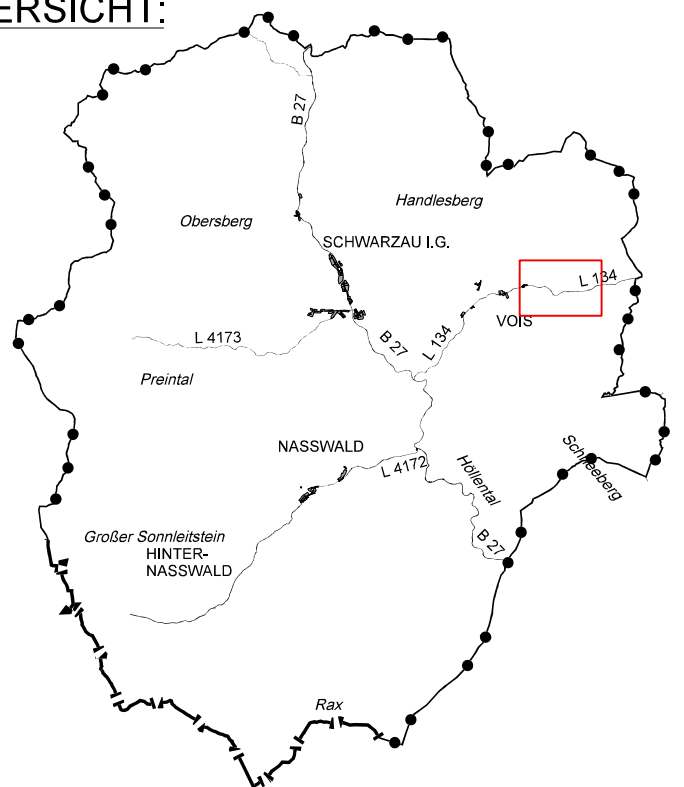 ERSICHT:
B 27
Handlesberg
Obersberg
SCHWARZAU I.G.
L 134
VOIS
L 4173
B 27
L 134
Preintal
NASSWALD
L 4172
Höllental
Schneeberg
B 27
Großer Sonnleitstein
HINTER-
NASSWALD
Rax